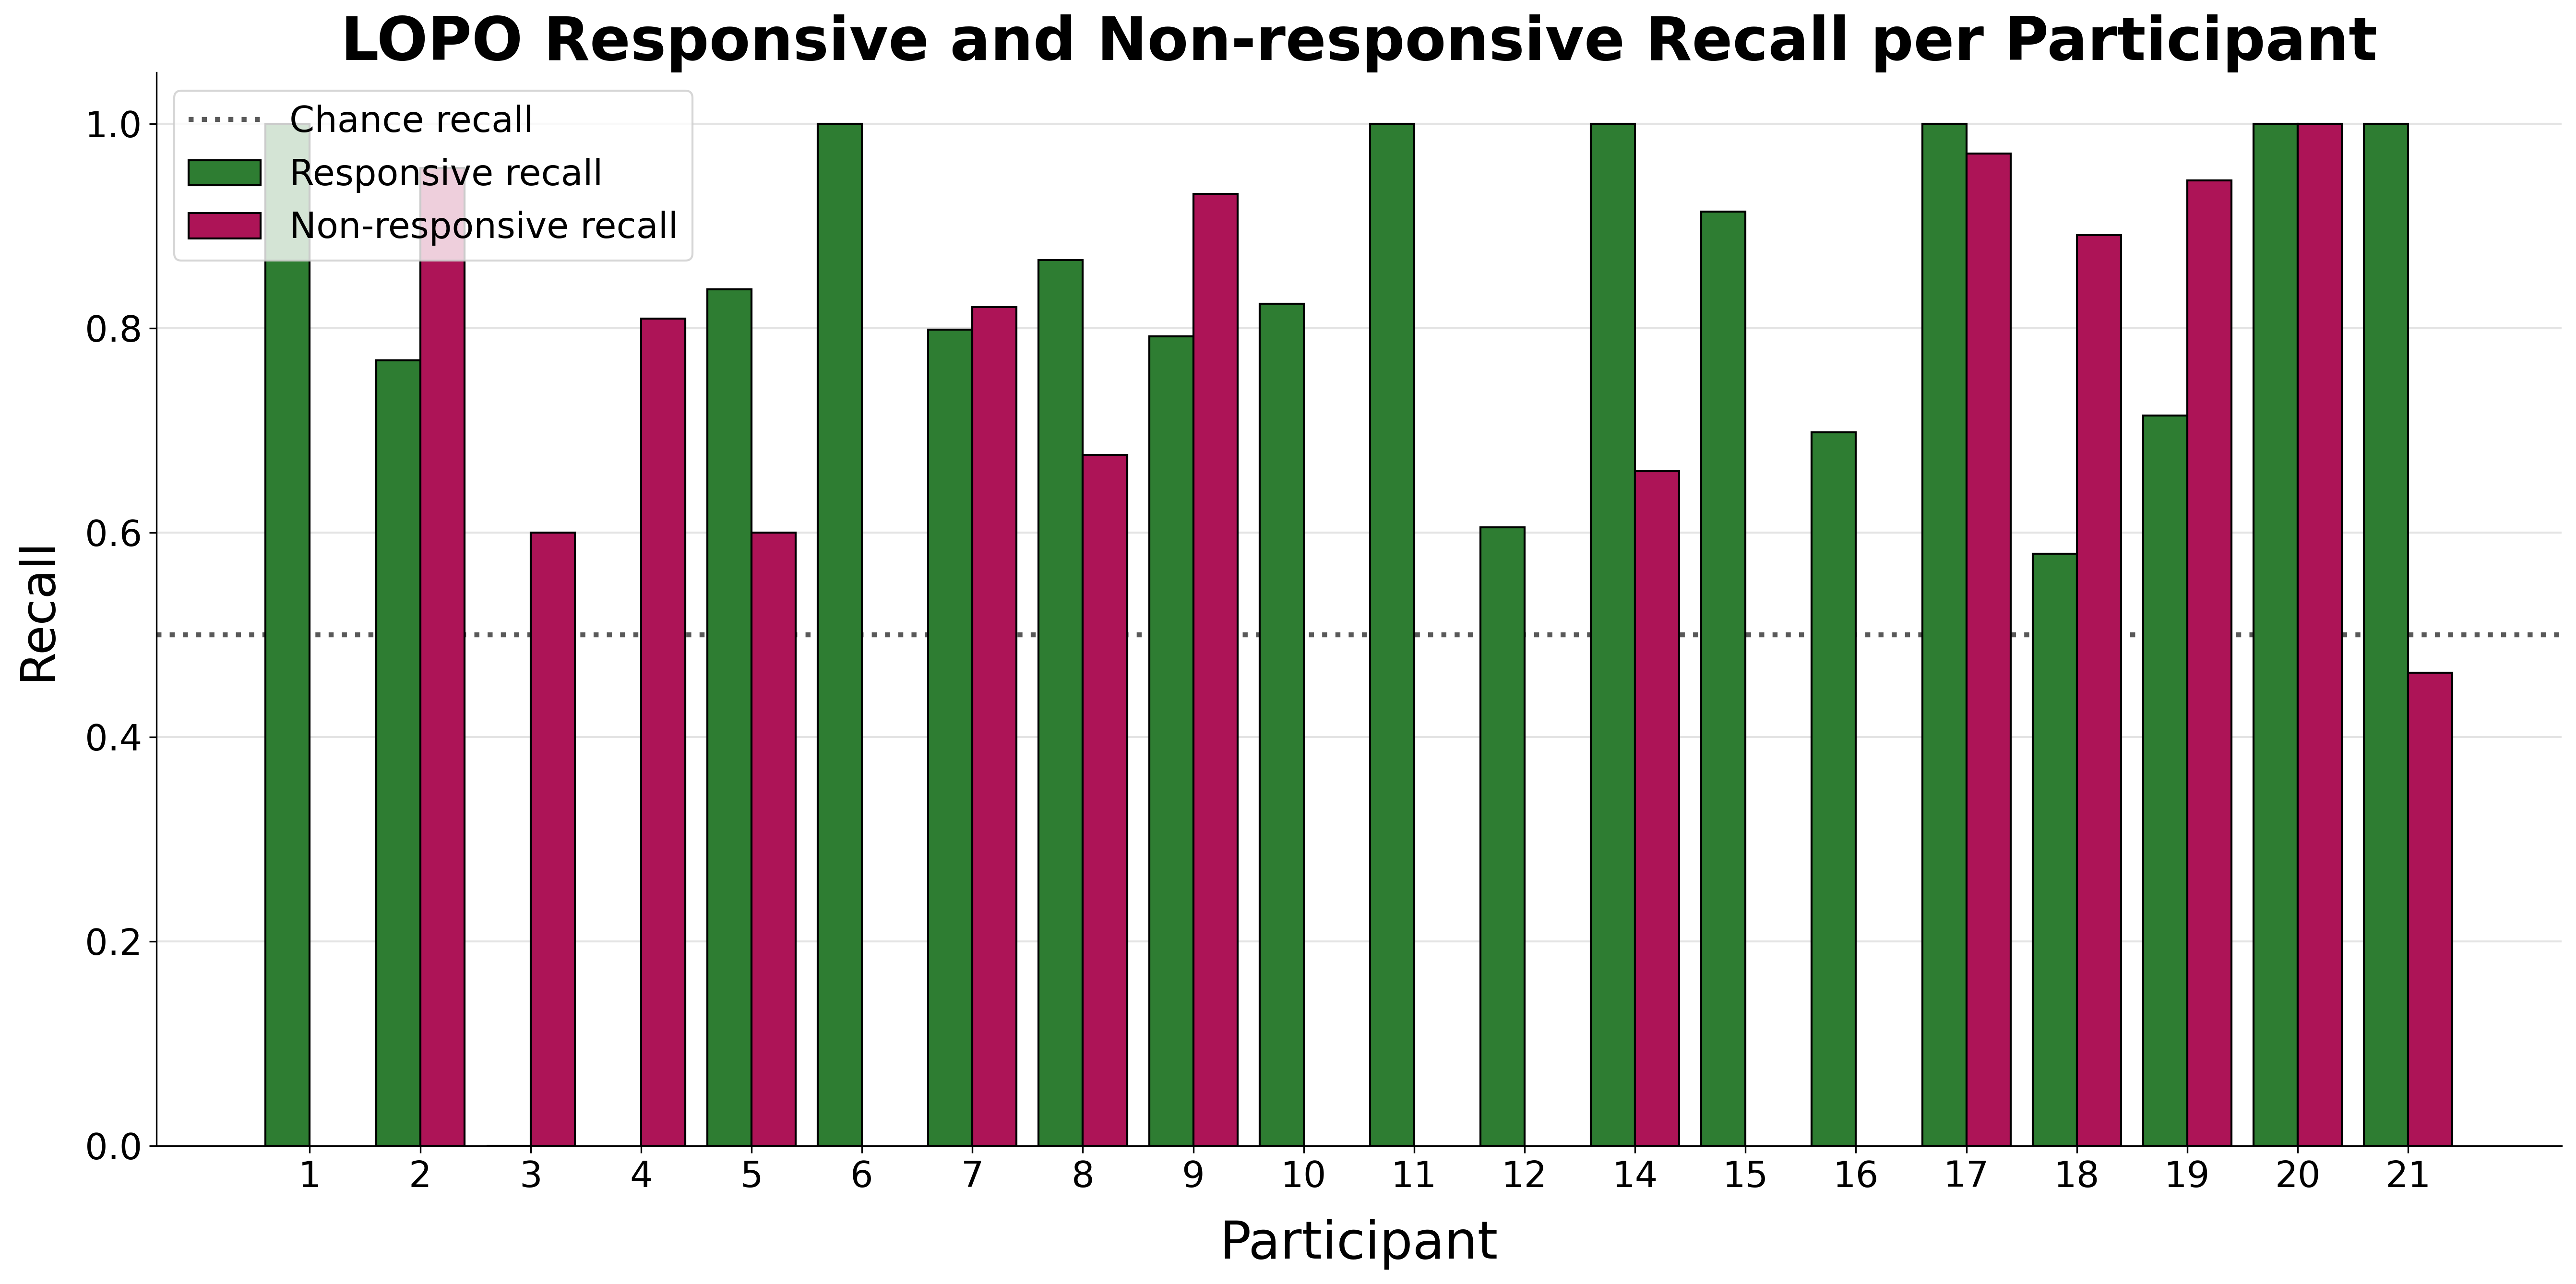 LOPO Responsive and Non-responsive Recall per Participant
Chance recall
Responsive recall
Non-responsive recall
Recall
1.0
0.8
0.6
0.4
0.2
0.0
1 2 3 4 5 6 7 8 9 10 11 12 14 15 16 17 18 19 20 21
Participant